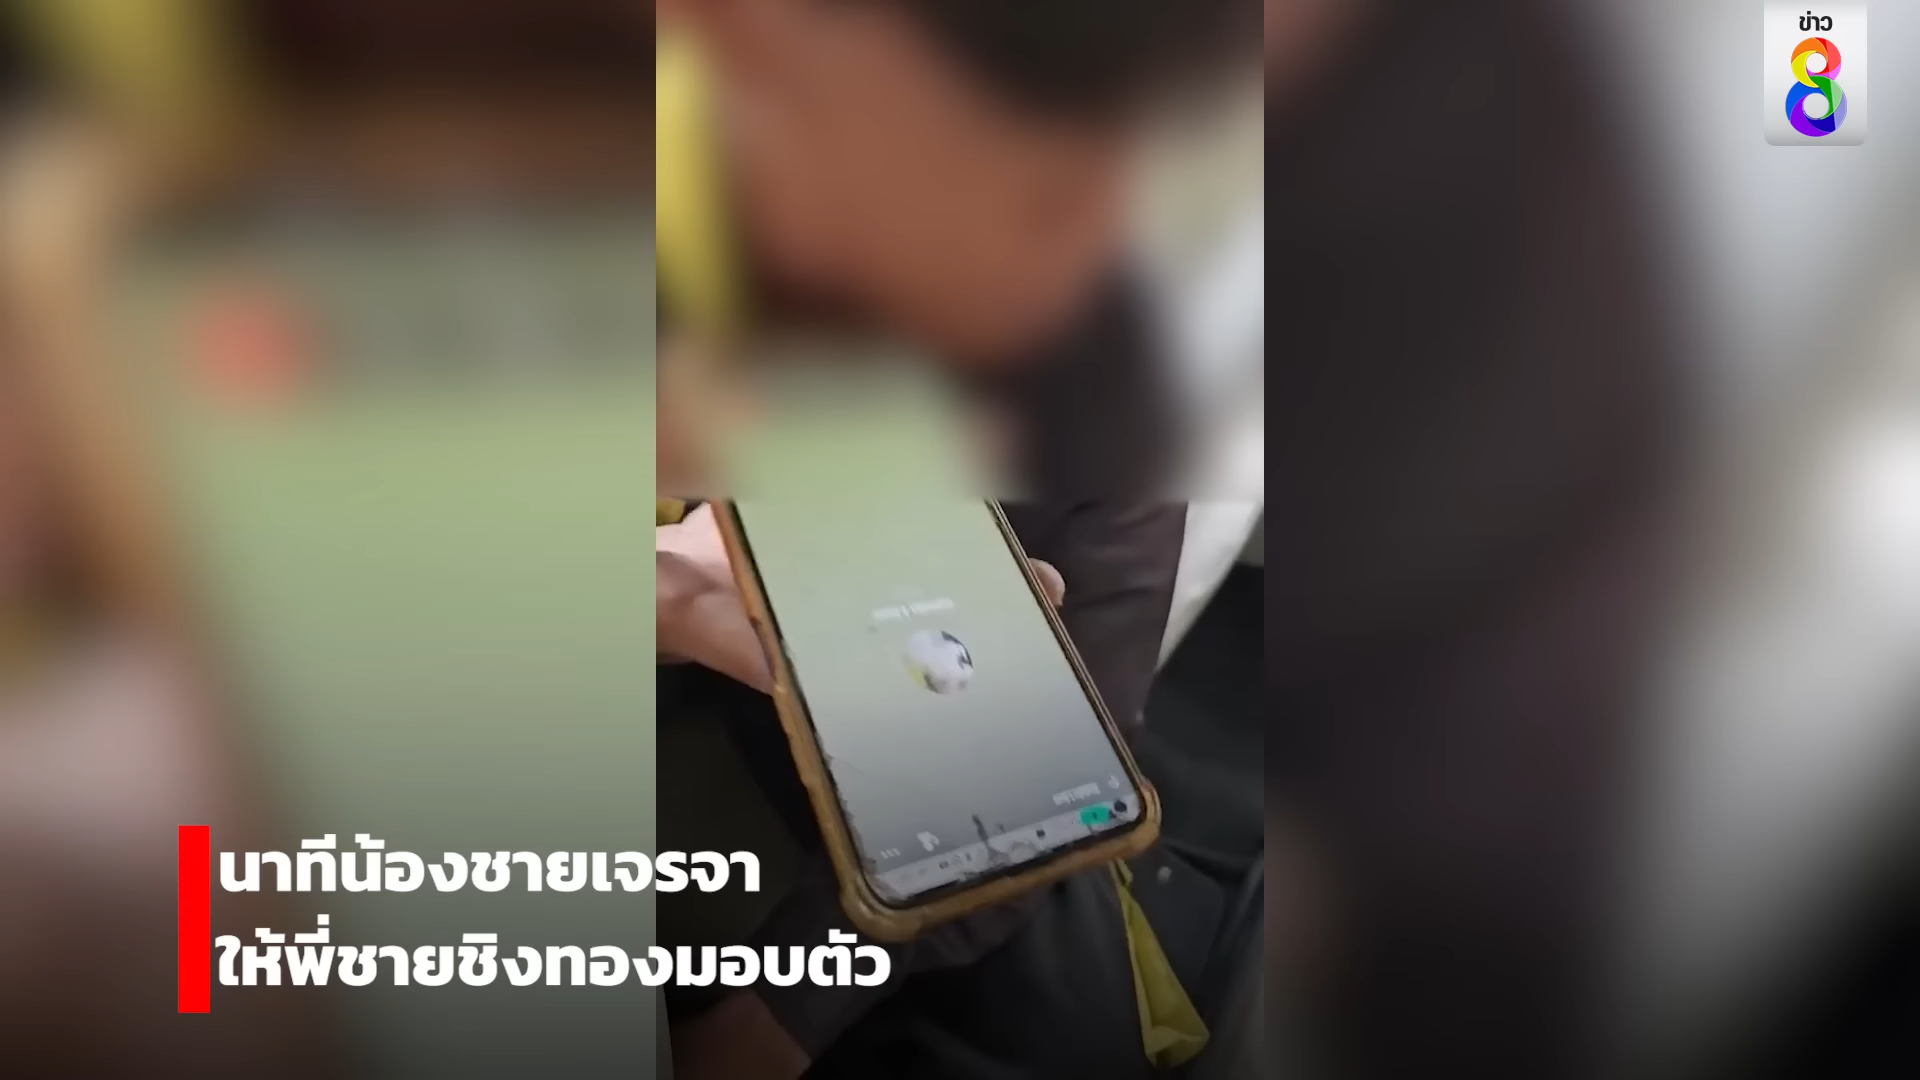 ข่าว
8
นาทีน้องชายเจรจา
ให้พี่ชายชิงทองมอบตัว